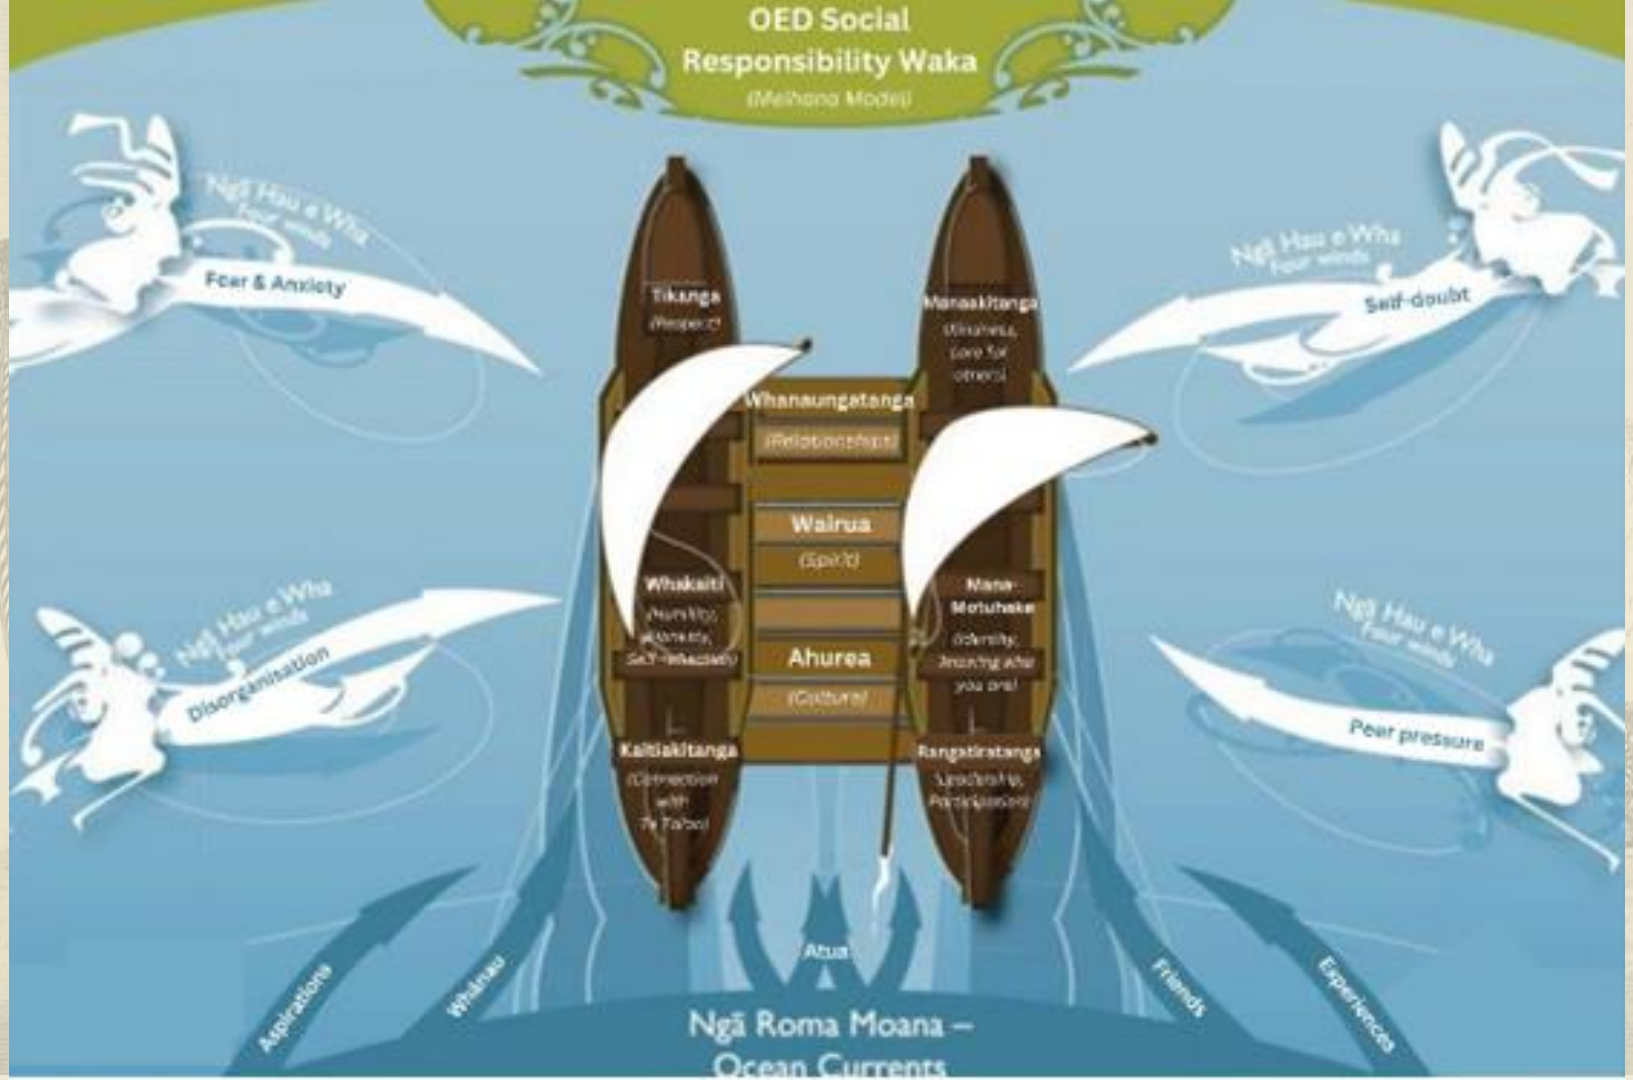 OED Social
Responsibility Waka
(Meihana Model)
Ngā Hau e Wha
Four winds
Fear & Anxiety
Ngā Hau e Wha
Four winds
Self-doubt
Tikanga
(Respect)
Manaakitanga
(Kindness,
care for
others)
Whanaungatanga
(Relationships)
Wairua
(Spirit)
Whakaiti
(Humility,
Honesty,
Mana-
Motuhake
(Identity,
knowing who
you are)
Ahurea
(Culture)
Ngā Hau e Wha
Four winds
Disorganisation
Ngā Hau e Wha
Four winds
Peer pressure
Kaitiakitanga
(Connection
with
Te Taiao)
Rangatiratanga
(Leadership,
Participation)
Aspirations
Whānau
Atua
Friends
Experiences
Ngā Roma Moana –
Ocean Currents